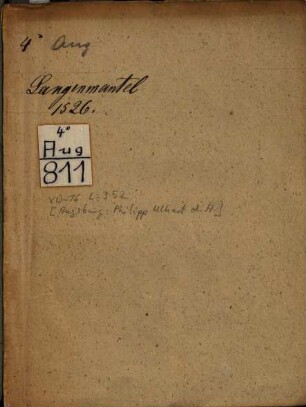 4° Aug
Langenmantel
1526.
4°
Aug
811
VD-16 L 352
[Augsburg: Philipp Ulhart d. Ä.]